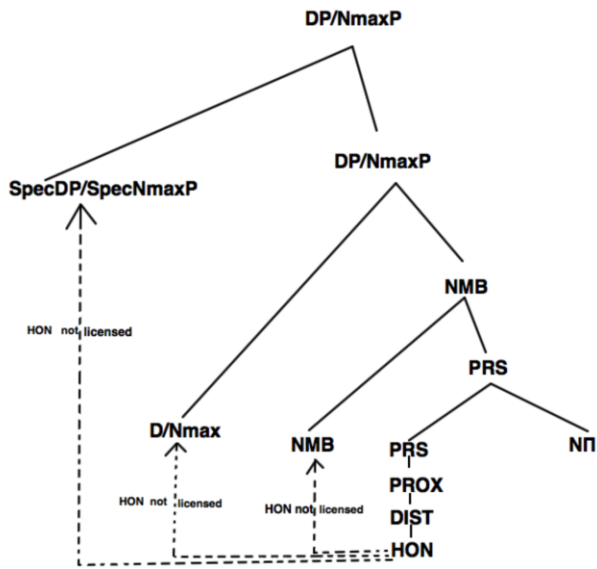 DP/NmaxP
DP/NmaxP
SpecDP/SpecNmaxP
NMB
HON not licensed
PRS
D/Nmax
NMB
PRS
NΠ
PROX
HON not licensed
HON not licensed
DIST
HON